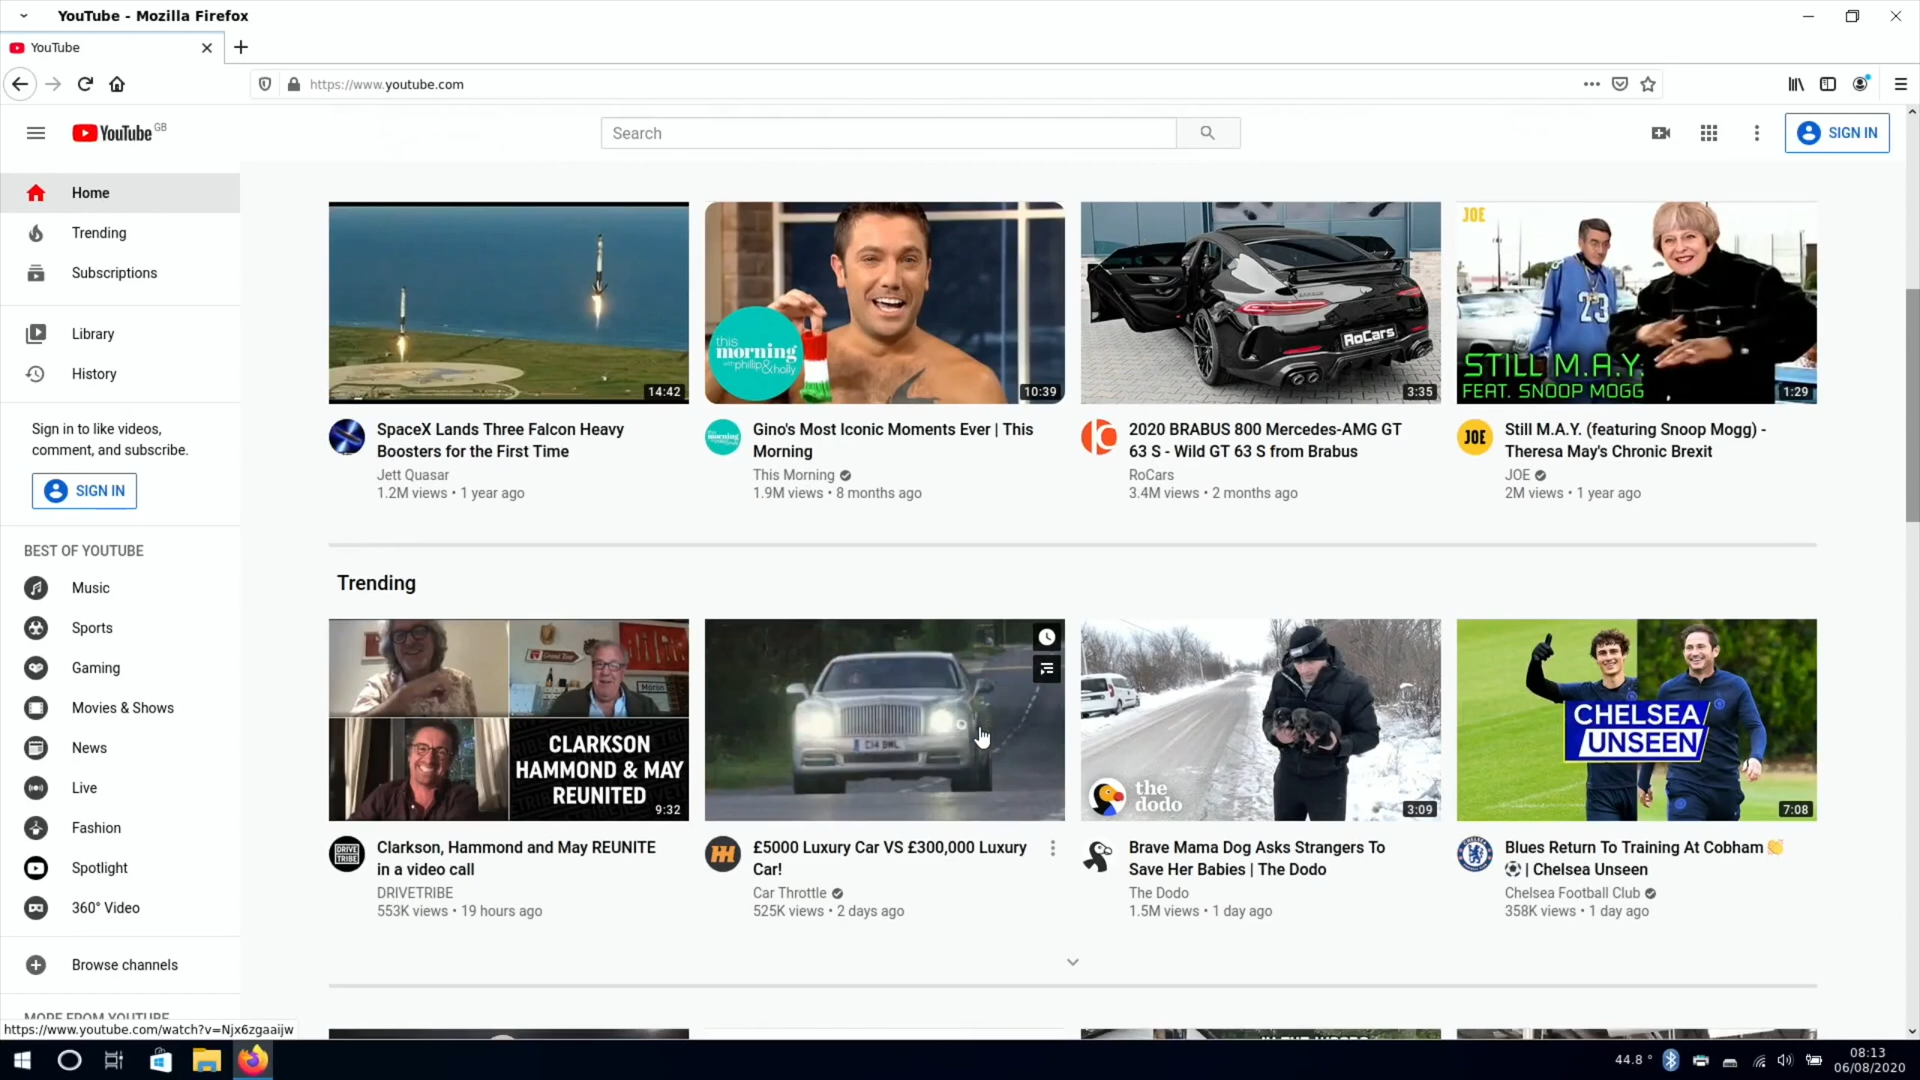 YouTube - Mozilla Firefox
YouTube
https://www.youtube.com
YouTube GB
Search
SIGN IN
Home
Trending
Subscriptions
Library
History
Sign in to like videos,
comment, and subscribe.
SIGN IN
BEST OF YOUTUBE
Music
Sports
Gaming
Movies & Shows
News
Live
Fashion
Spotlight
360° Video
Browse channels
MORE FROM YOUTUBE
https://www.youtube.com/watch?v=Njx6zgaaijw
14:42
SpaceX Lands Three Falcon Heavy
Boosters for the First Time
Jett Quasar
1.2M views • 1 year ago
this
morning
with phillip & holly
10:39
Gino's Most Iconic Moments Ever | This
Morning
This Morning
1.9M views • 8 months ago
RoCars
3:35
2020 BRABUS 800 Mercedes-AMG GT
63 S - Wild GT 63 S from Brabus
RoCars
3.4M views • 2 months ago
JOE
23
STILL M.A.Y.
FEAT. SNOOP MOGG
1:29
JOE
Still M.A.Y. (featuring Snoop Mogg) -
Theresa May's Chronic Brexit
JOE
2M views • 1 year ago
Trending
CLARKSON
HAMMOND & MAY
REUNITED
9:32
DRIVE
TRIBE
Clarkson, Hammond and May REUNITE
in a video call
DRIVETRIBE
553K views • 19 hours ago
£5000 Luxury Car VS £300,000 Luxury
Car!
Car Throttle
525K views • 2 days ago
the
dodo
3:09
Brave Mama Dog Asks Strangers To
Save Her Babies | The Dodo
The Dodo
1.5M views • 1 day ago
CHELSEA
UNSEEN
7:08
Blues Return To Training At Cobham 👏
⚽ | Chelsea Unseen
Chelsea Football Club
358K views • 1 day ago
44.8 °
08:13
06/08/2020